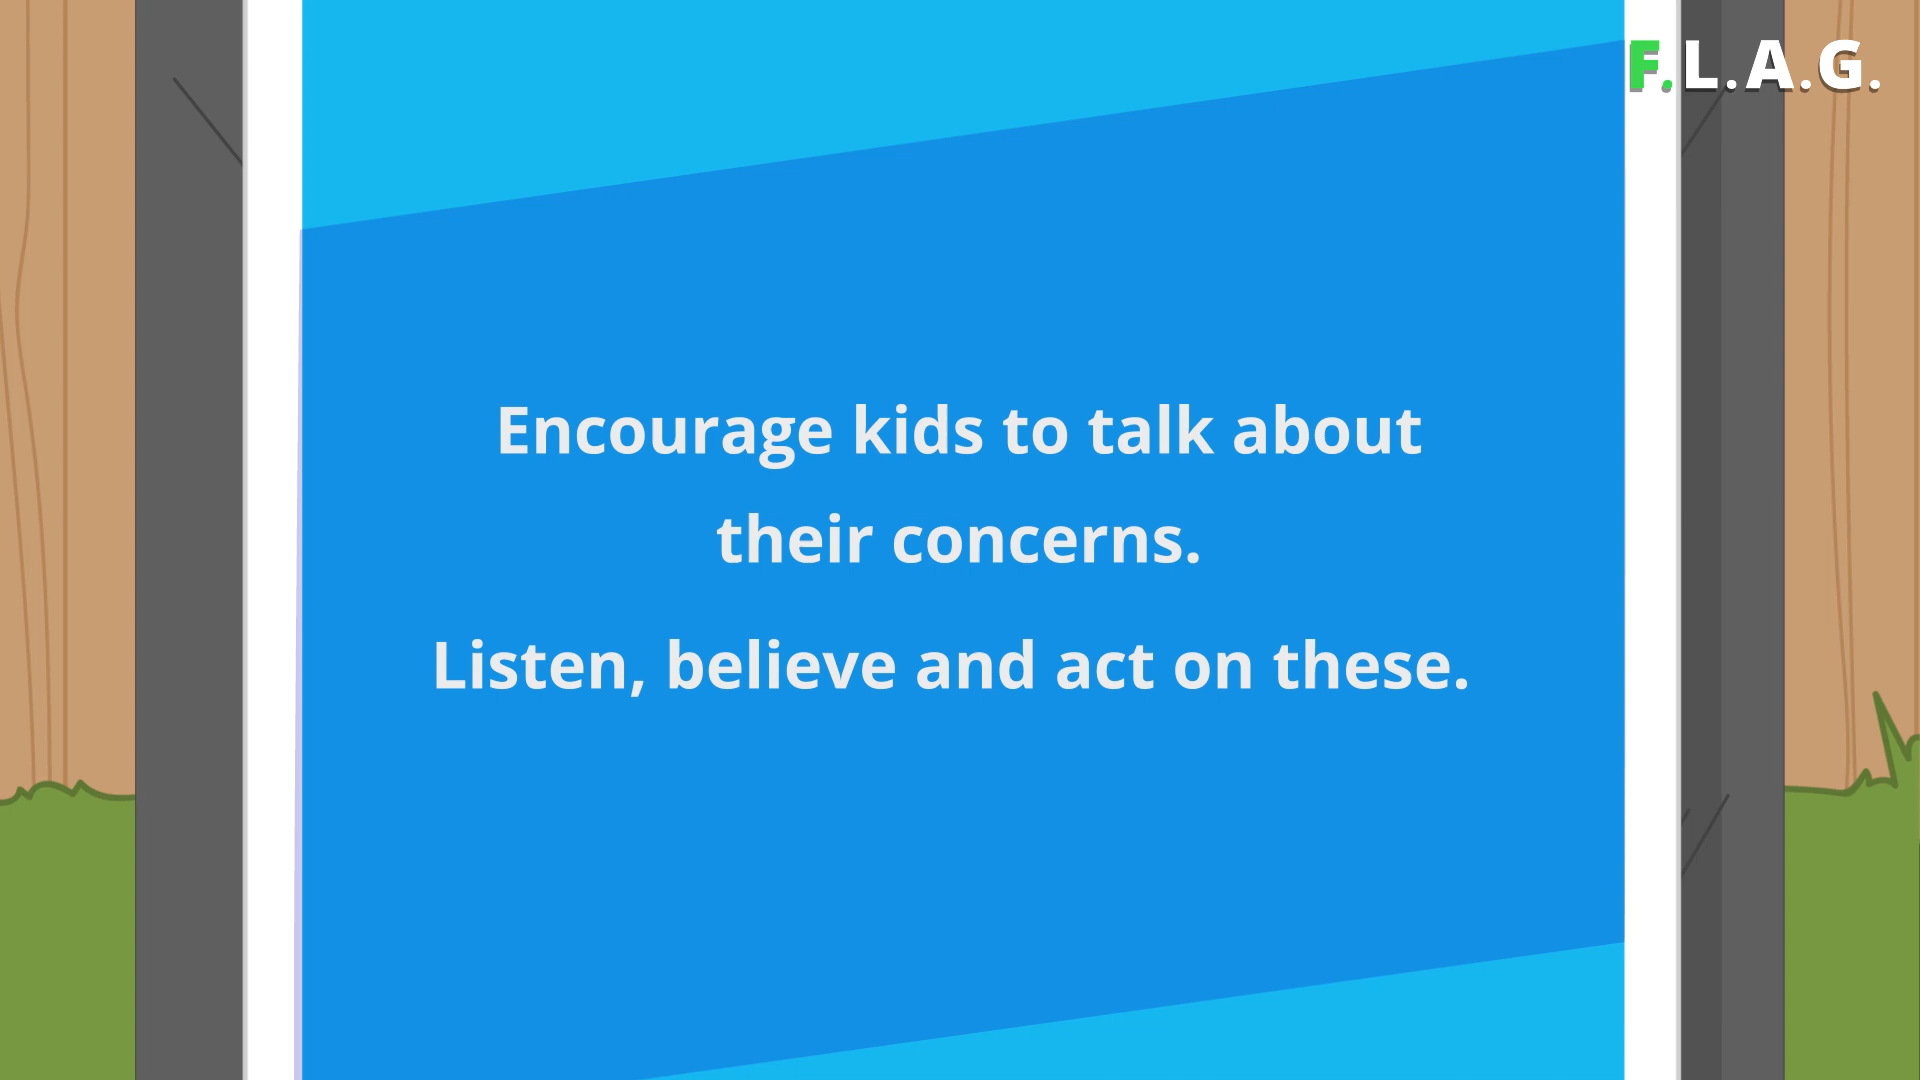 F.L.A.G.
Encourage kids to talk about
their concerns.
Listen, believe and act on these.